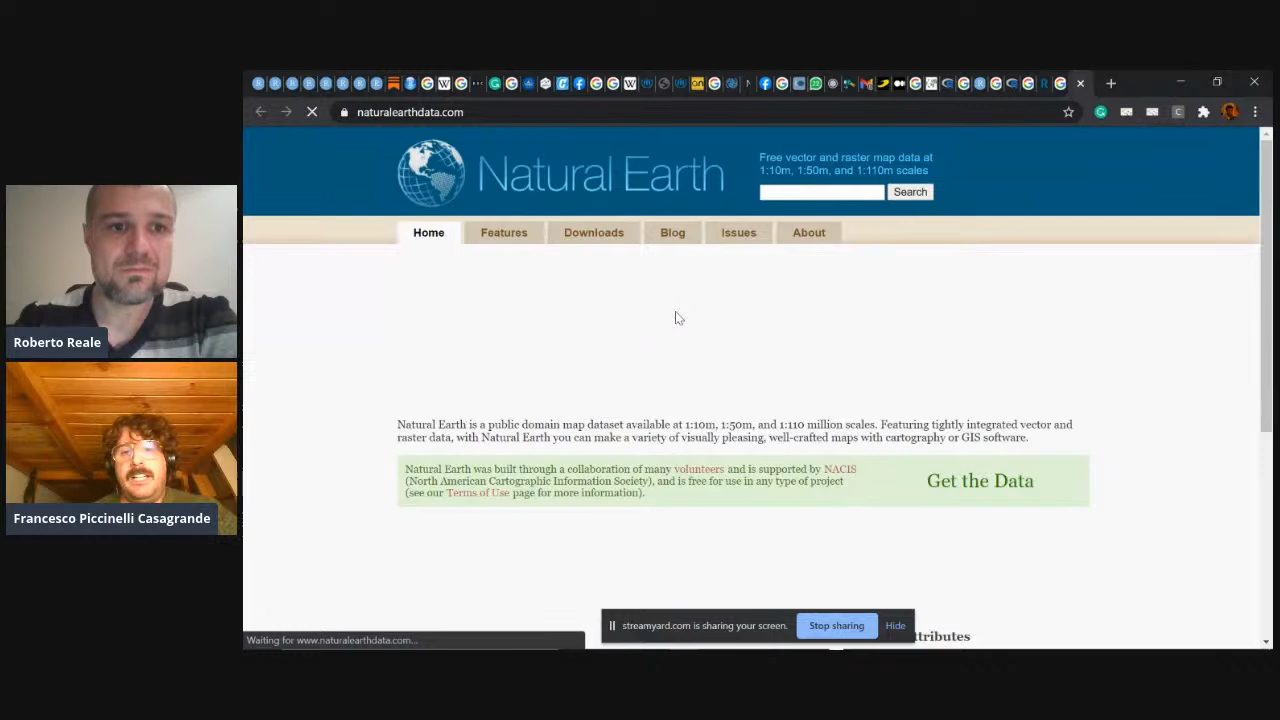 naturalearthdata.com
Natural Earth
Free vector and raster map data at
1:10m, 1:50m, and 1:110m scales
Search
Home
Features
Downloads
Blog
Issues
About
Natural Earth is a public domain map dataset available at 1:10m, 1:50m, and 1:110 million scales. Featuring tightly integrated vector and
raster data, with Natural Earth you can make a variety of visually pleasing, well-crafted maps with cartography or GIS software.
Natural Earth was built through a collaboration of many volunteers and is supported by NACIS
(North American Cartographic Information Society), and is free for use in any type of project
(see our Terms of Use page for more information).
Get the Data
Roberto Reale
Francesco Piccinelli Casagrande
streamyard.com is sharing your screen.
Stop sharing
Hide
Waiting for www.naturalearthdata.com...